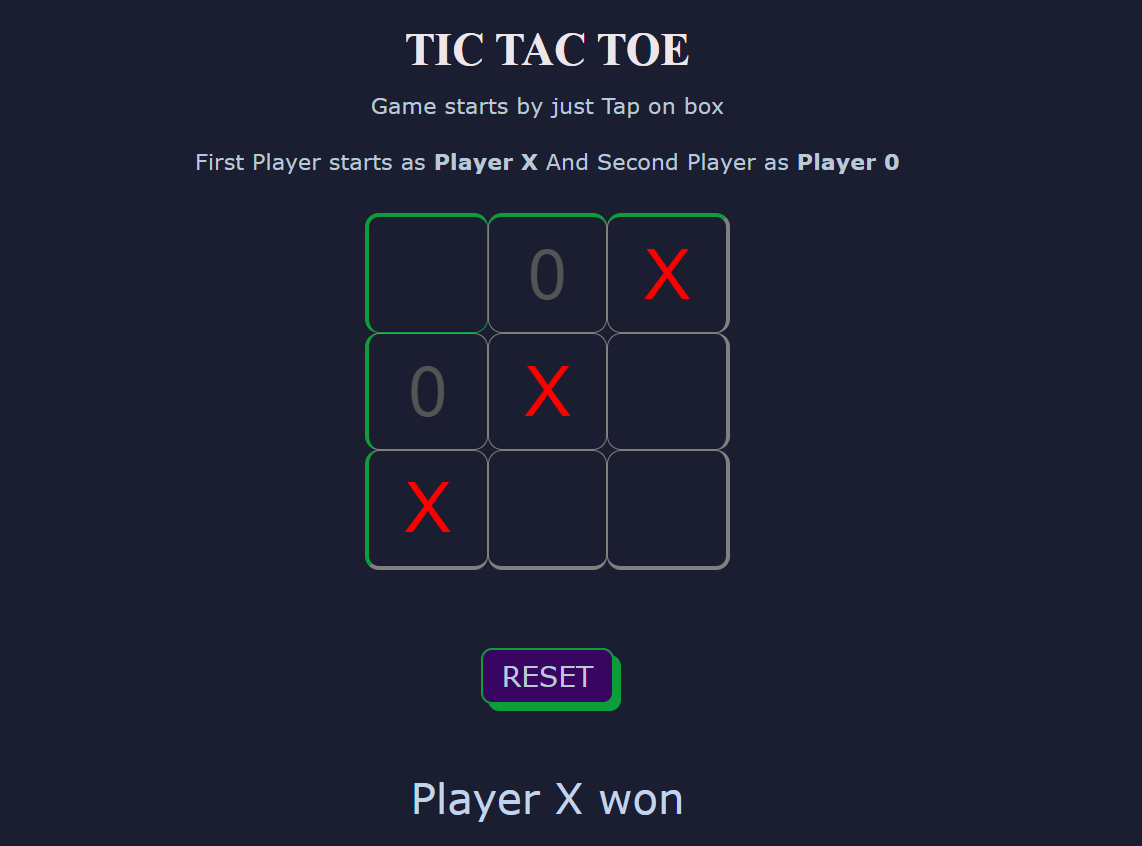 TIC TAC TOE
Game starts by just Tap on box
First Player starts as Player X And Second Player as Player 0
0 X
0 X
X
RESET
Player X won